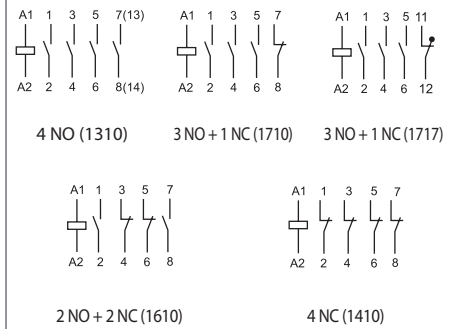 A1 1 3 5 7(13)
A2 2 4 6 8(14)
4 NO (1310)
A1 1 3 5 7
A2 2 4 6 8
3 NO + 1 NC (1710)
A1 1 3 5 11
A2 2 4 6 12
3 NO + 1 NC (1717)
A1 1 3 5 7
A2 2 4 6 8
2 NO + 2 NC (1610)
A1 1 3 5 7
A2 2 4 6 8
4 NC (1410)